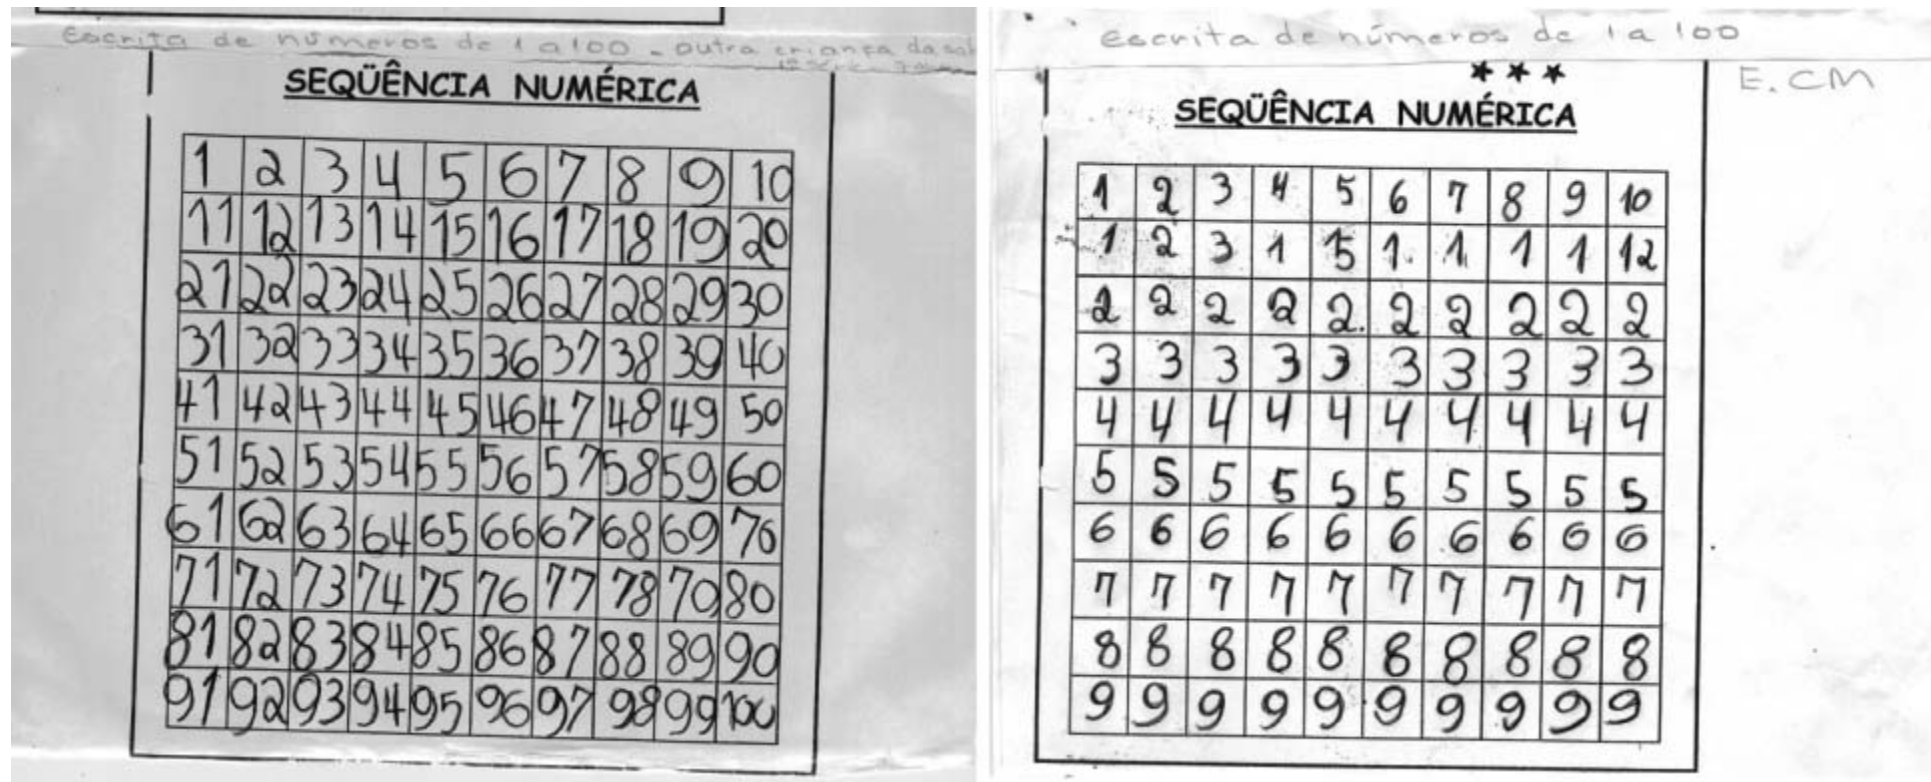 Escrita de números de 1 a 100 - outra criança da
SEQÜÊNCIA NUMÉRICA
1 2 3 4 5 6 7 8 9 10
11 12 13 14 15 16 17 18 19 20
21 22 23 24 25 26 27 28 29 30
31 32 33 34 35 36 37 38 39 40
41 42 43 44 45 46 47 48 49 50
51 52 53 54 55 56 57 58 59 60
61 62 63 64 65 66 67 68 69 70
71 72 73 74 75 76 77 78 79 80
81 82 83 84 85 86 87 88 89 90
91 92 93 94 95 96 97 98 99 100
Escrita de números de 1 a 100
E. CM
SEQÜÊNCIA NUMÉRICA
1 2 3 4 5 6 7 8 9 10
1 2 3 1 15 1 1 1 1 12
2 2 2 2 2 2 2 2 2 2
3 3 3 3 3 3 3 3 3 3
4 4 4 4 4 4 4 4 4 4
5 5 5 5 5 5 5 5 5 5
6 6 6 6 6 6 6 6 6 6
7 7 7 7 7 7 7 7 7 7
8 8 8 8 8 8 8 8 8 8
9 9 9 9 9 9 9 9 9 9